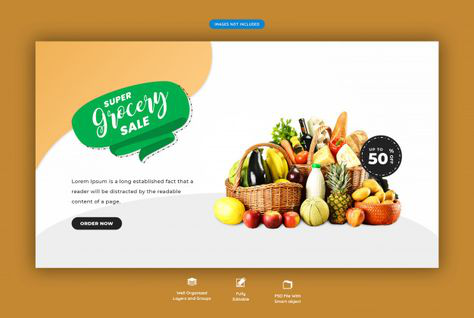 IMAGES NOT INCLUDED
SUPER
Grocery
SALE
UP TO
50%
OFF
Lorem Ipsum is a long established fact that a
reader will be distracted by the readable
content of a page.
ORDER NOW
Well Organized
Layers and Groups
Fully
Editable
PSD File With
Smart object